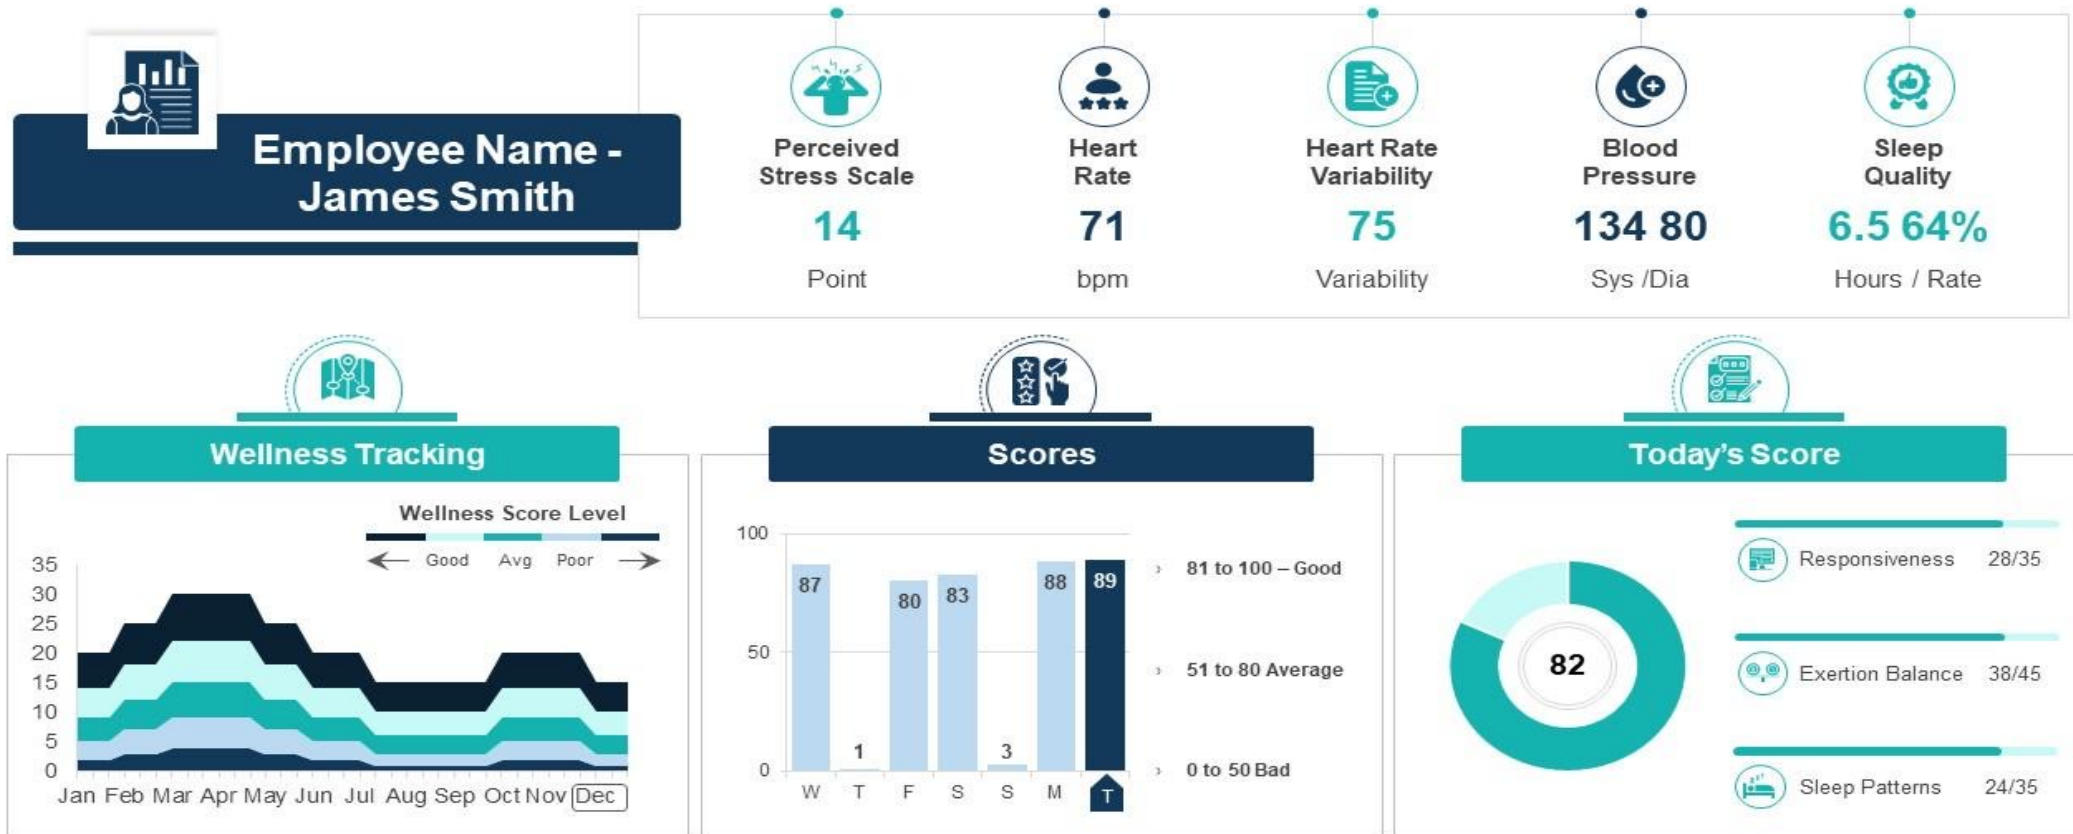 Employee Name -
James Smith
Perceived
Stress Scale
14
Point
Heart
Rate
71
bpm
Heart Rate
Variability
75
Variability
Blood
Pressure
134 80
Sys /Dia
Sleep
Quality
6.5 64%
Hours / Rate
Wellness Tracking
Wellness Score Level
Good Avg Poor
35
30
25
20
15
10
5
0
Jan Feb Mar Apr May Jun Jul Aug Sep Oct Nov Dec
Scores
100
50
0
87
1
80
83
3
88
89
W T F S S M T
› 81 to 100 – Good
› 51 to 80 Average
› 0 to 50 Bad
Today’s Score
82
Responsiveness 28/35
Exertion Balance 38/45
Sleep Patterns 24/35